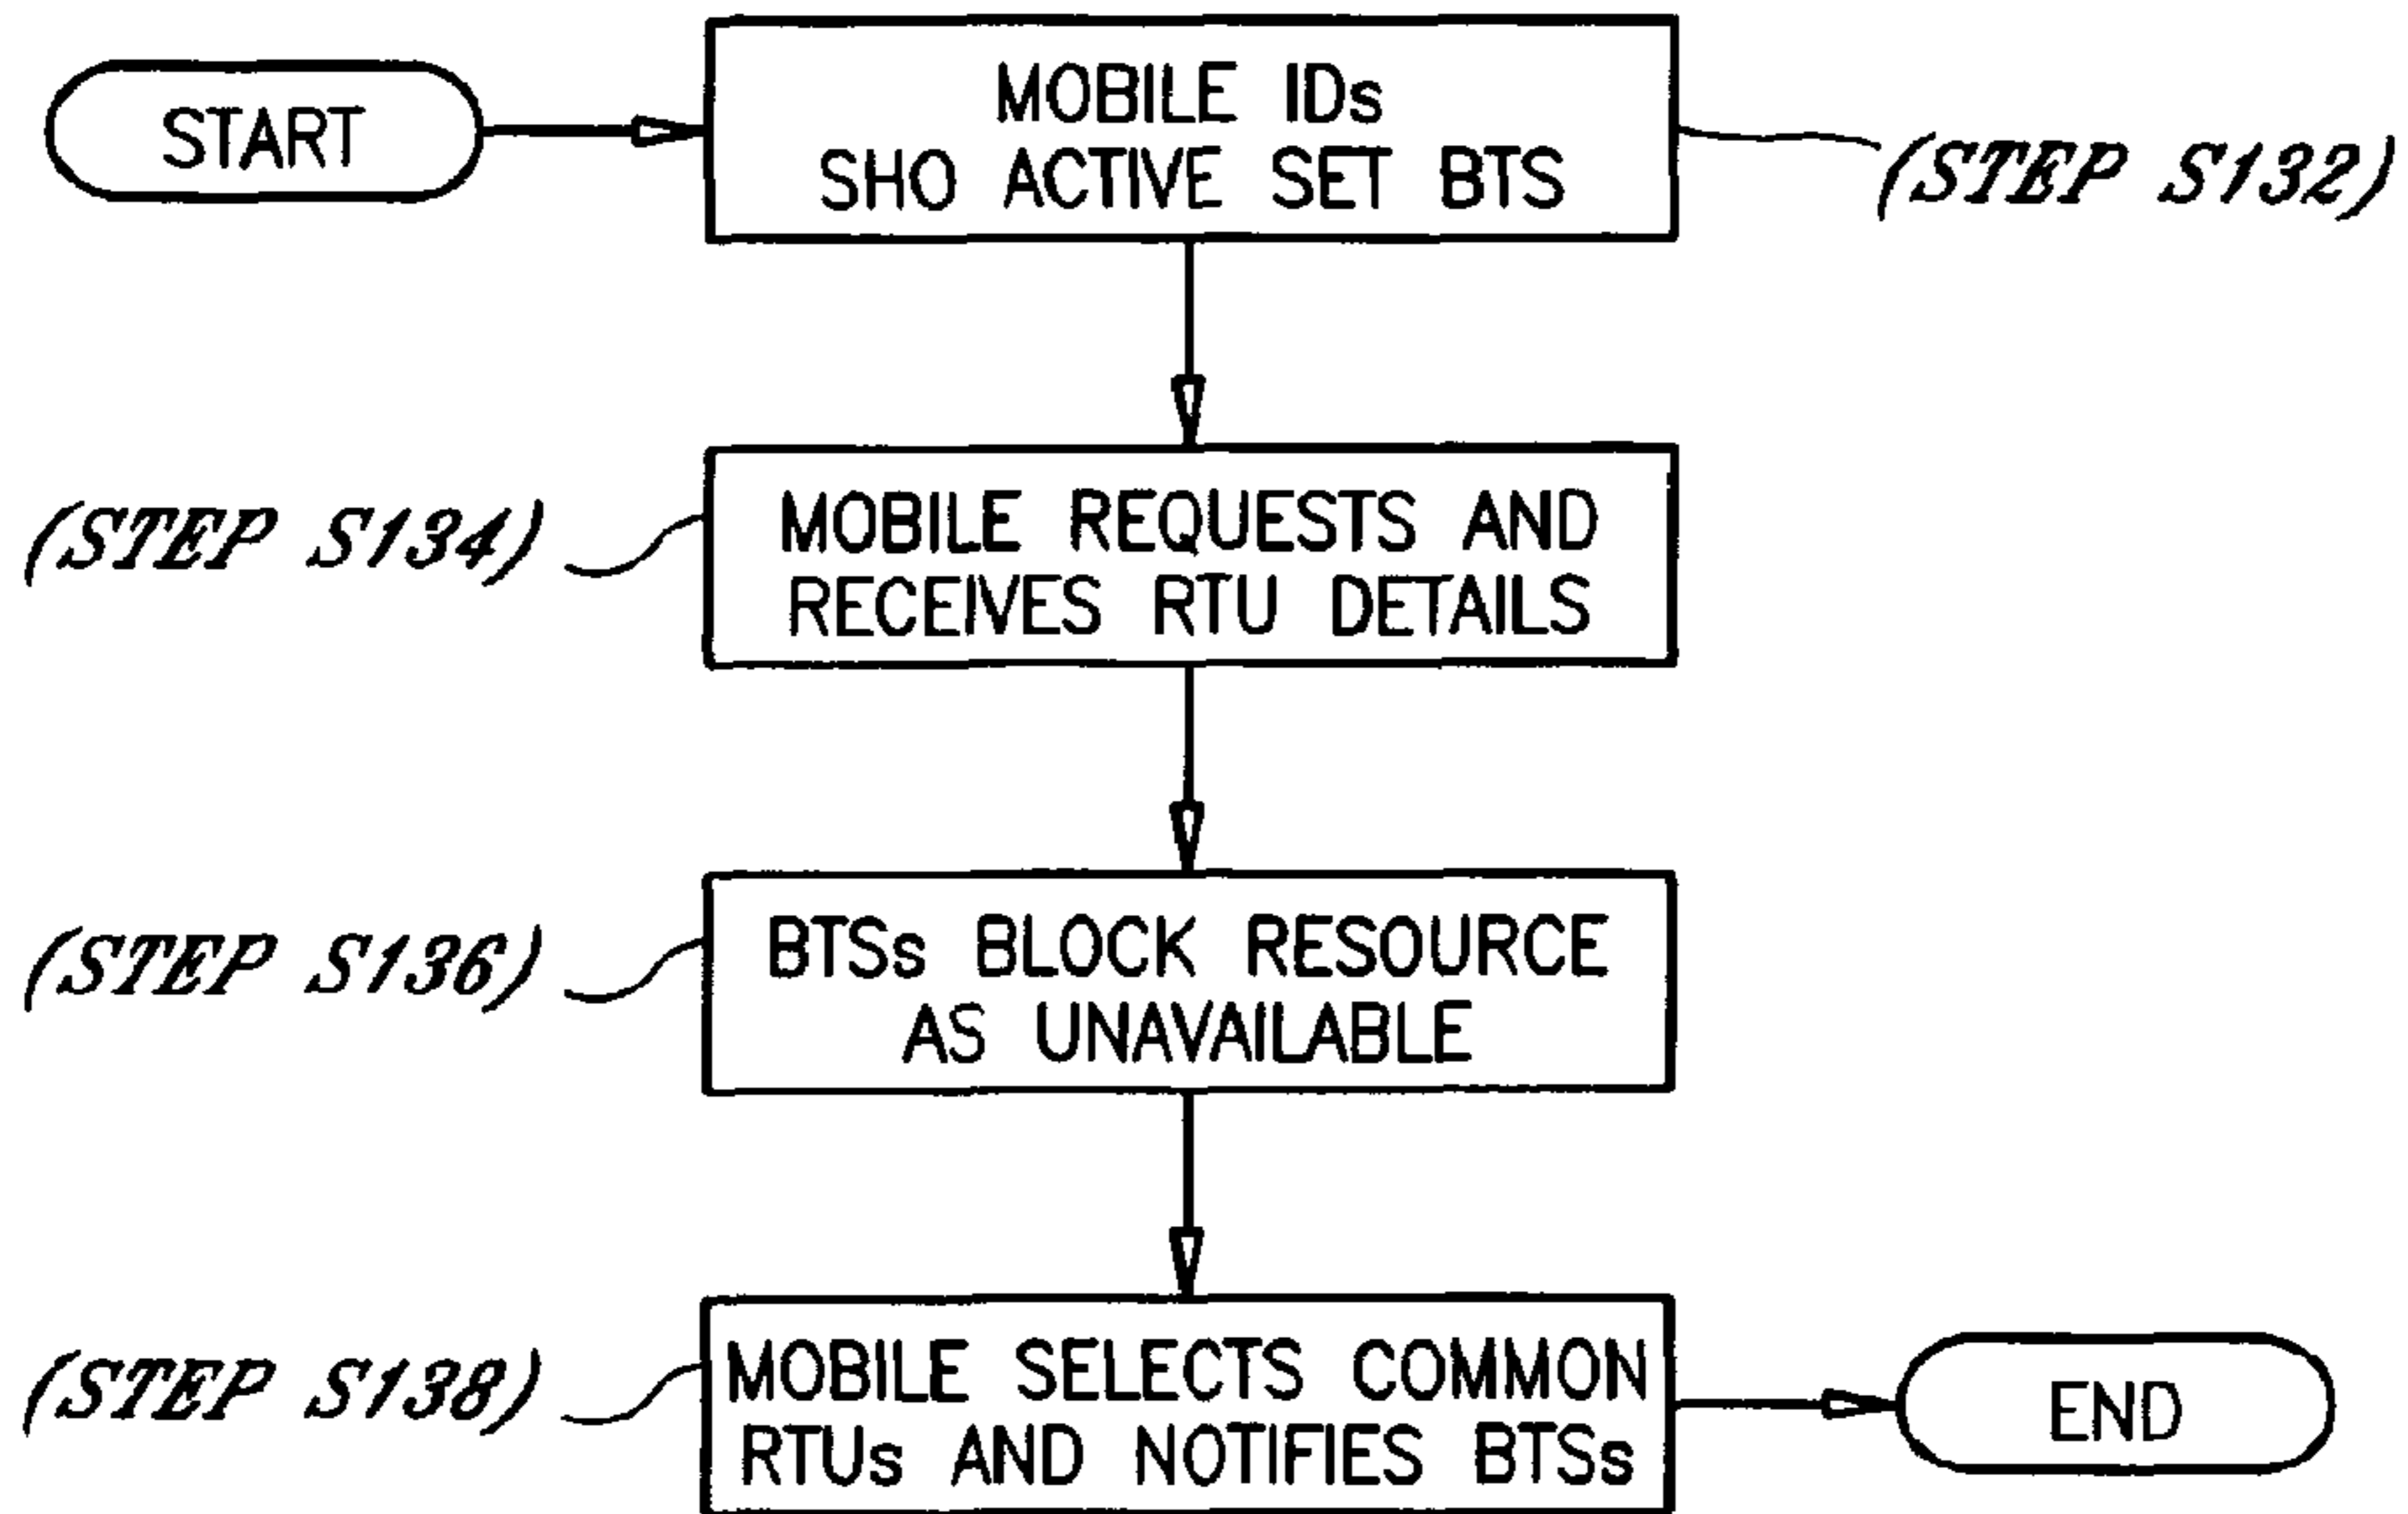 START
MOBILE IDs
SHO ACTIVE SET BTS
(STEP S132)
(STEP S134)
MOBILE REQUESTS AND
RECEIVES RTU DETAILS
(STEP S136)
BTSs BLOCK RESOURCE
AS UNAVAILABLE
(STEP S138)
MOBILE SELECTS COMMON
RTUs AND NOTIFIES BTSs
END